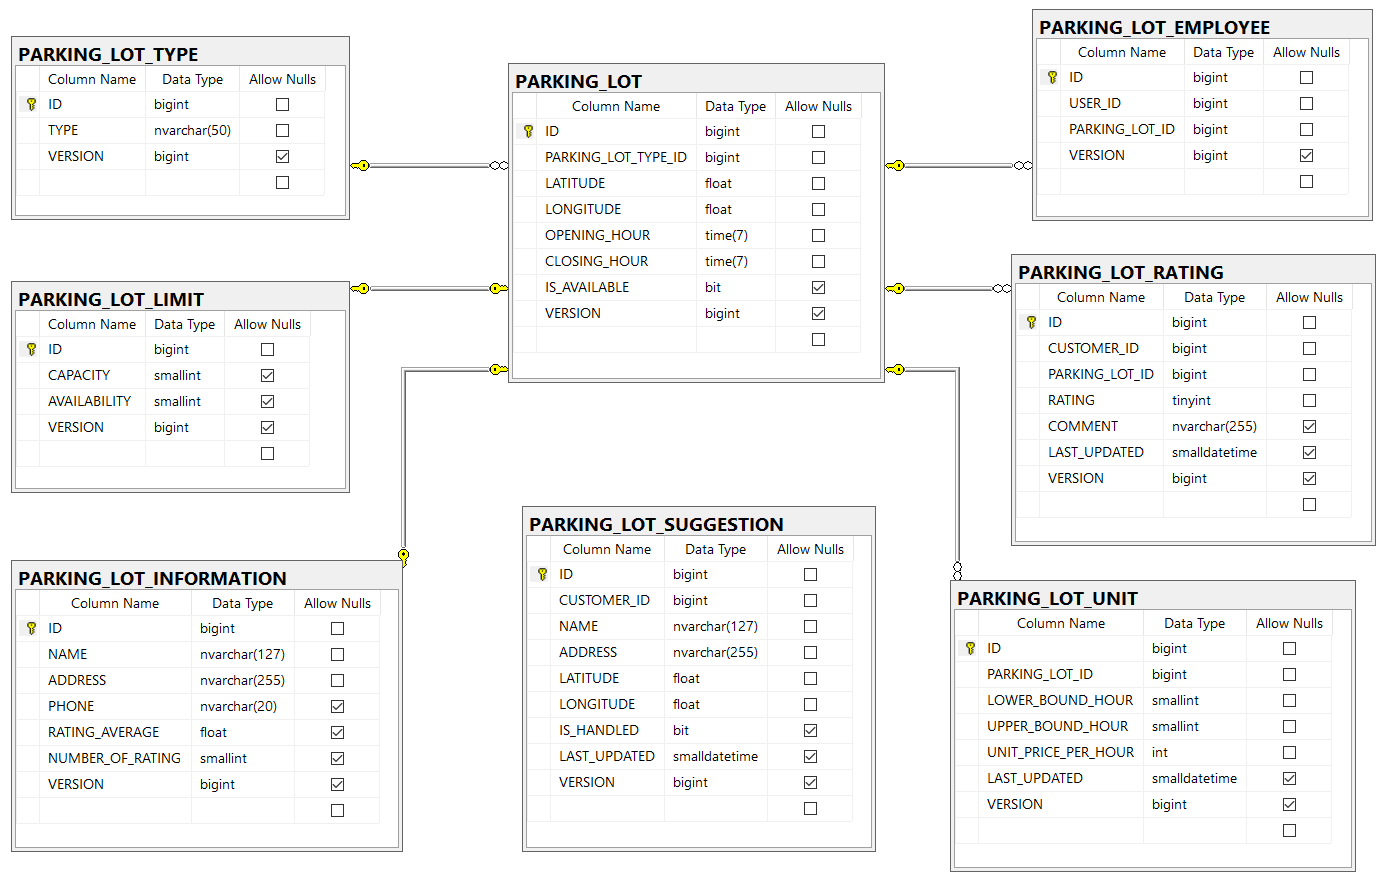 PARKING_LOT_TYPE
Column Name Data Type Allow Nulls
ID bigint
TYPE nvarchar(50)
VERSION bigint
PARKING_LOT_LIMIT
Column Name Data Type Allow Nulls
ID bigint
CAPACITY smallint
AVAILABILITY smallint
VERSION bigint
PARKING_LOT_INFORMATION
Column Name Data Type Allow Nulls
ID bigint
NAME nvarchar(127)
ADDRESS nvarchar(255)
PHONE nvarchar(20)
RATING_AVERAGE float
NUMBER_OF_RATING smallint
VERSION bigint
PARKING_LOT
Column Name Data Type Allow Nulls
ID bigint
PARKING_LOT_TYPE_ID bigint
LATITUDE float
LONGITUDE float
OPENING_HOUR time(7)
CLOSING_HOUR time(7)
IS_AVAILABLE bit
VERSION bigint
PARKING_LOT_SUGGESTION
Column Name Data Type Allow Nulls
ID bigint
CUSTOMER_ID bigint
NAME nvarchar(127)
ADDRESS nvarchar(255)
LATITUDE float
LONGITUDE float
IS_HANDLED bit
LAST_UPDATED smalldatetime
VERSION bigint
PARKING_LOT_EMPLOYEE
Column Name Data Type Allow Nulls
ID bigint
USER_ID bigint
PARKING_LOT_ID bigint
VERSION bigint
PARKING_LOT_RATING
Column Name Data Type Allow Nulls
ID bigint
CUSTOMER_ID bigint
PARKING_LOT_ID bigint
RATING tinyint
COMMENT nvarchar(255)
LAST_UPDATED smalldatetime
VERSION bigint
PARKING_LOT_UNIT
Column Name Data Type Allow Nulls
ID bigint
PARKING_LOT_ID bigint
LOWER_BOUND_HOUR smallint
UPPER_BOUND_HOUR smallint
UNIT_PRICE_PER_HOUR int
LAST_UPDATED smalldatetime
VERSION bigint